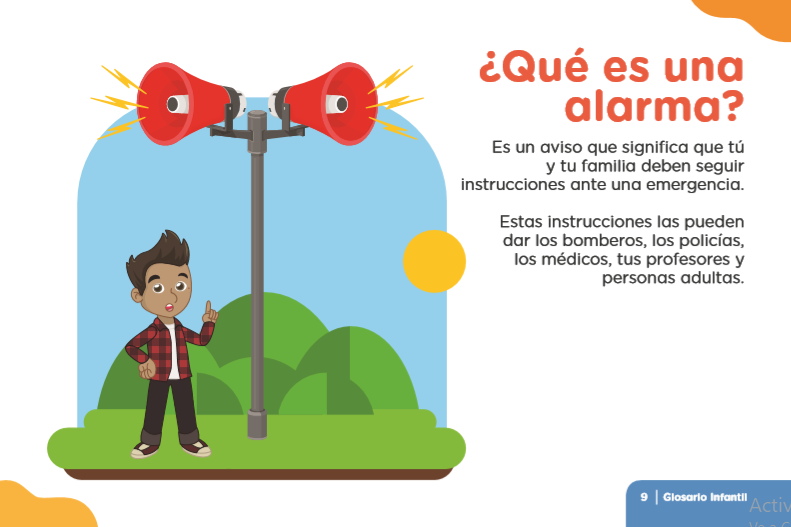 ¿Qué es una
alarma?
Es un aviso que significa que tú
y tu familia deben seguir
instrucciones ante una emergencia.
Estas instrucciones las pueden
dar los bomberos, los policías,
los médicos, tus profesores y
personas adultas.
9 | Glosario Infantil